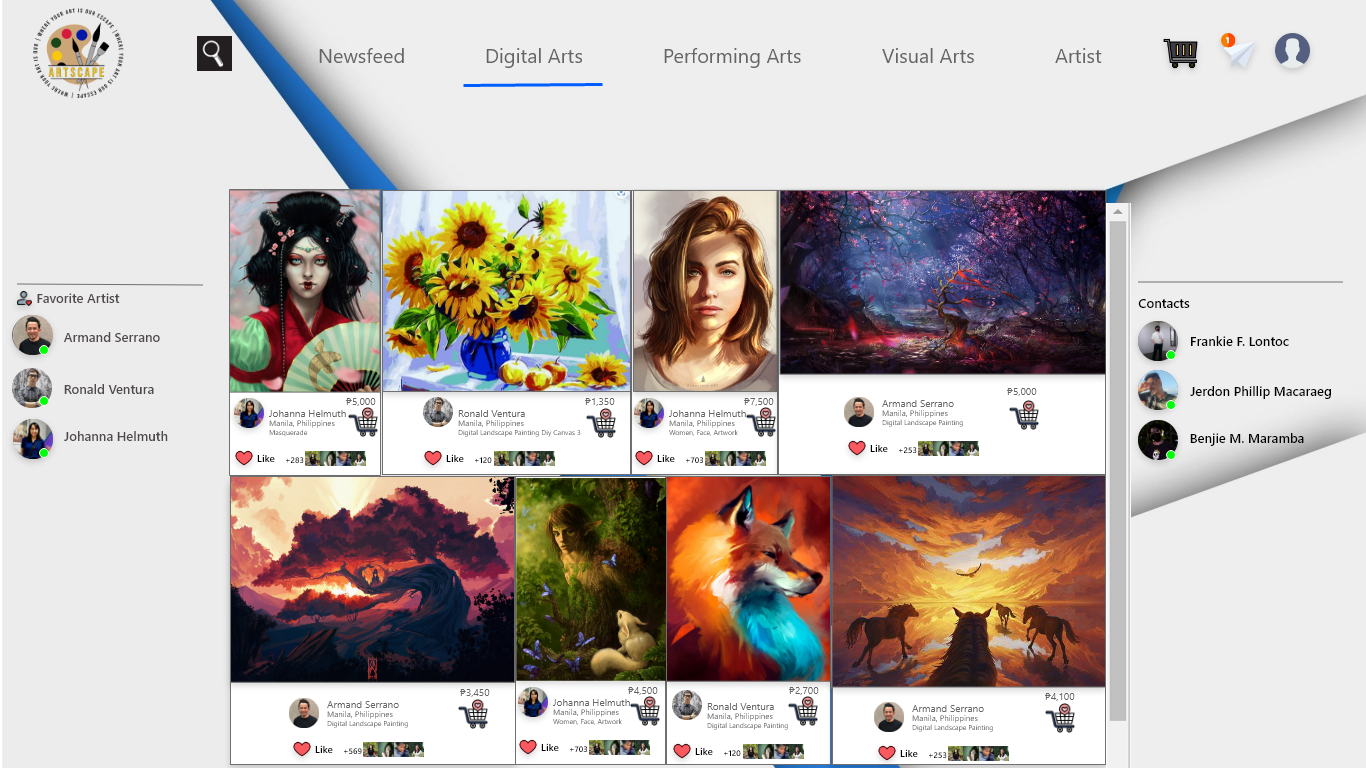 WHERE YOUR ART IS OUR ESCAPE | WHERE YOUR ART IS OUR ESCAPE |
ARTSCAPE
Newsfeed
Digital Arts
Performing Arts
Visual Arts
Artist
1
Favorite Artist
Armand Serrano
Ronald Ventura
Johanna Helmuth
₱5,000
Johanna Helmuth
Manila, Philippines
Masquerade
Like
+283
₱1,350
Ronald Ventura
Manila, Philippines
Digital Landscape Painting Diy Canvas 3
Like
+120
₱7,500
Johanna Helmuth
Manila, Philippines
Women, Face, Artwork
Like
+703
₱5,000
Armand Serrano
Manila, Philippines
Digital Landscape Painting
Like
+253
₱3,450
Armand Serrano
Manila, Philippines
Digital Landscape Painting
Like
+569
₱4,500
Johanna Helmuth
Manila, Philippines
Women, Face, Artwork
Like
+703
₱2,700
Ronald Ventura
Manila, Philippines
Digital Landscape Painting
Like
+120
₱4,100
Armand Serrano
Manila, Philippines
Digital Landscape Painting
Like
+253
Contacts
Frankie F. Lontoc
Jerdon Phillip Macaraeg
Benjie M. Maramba